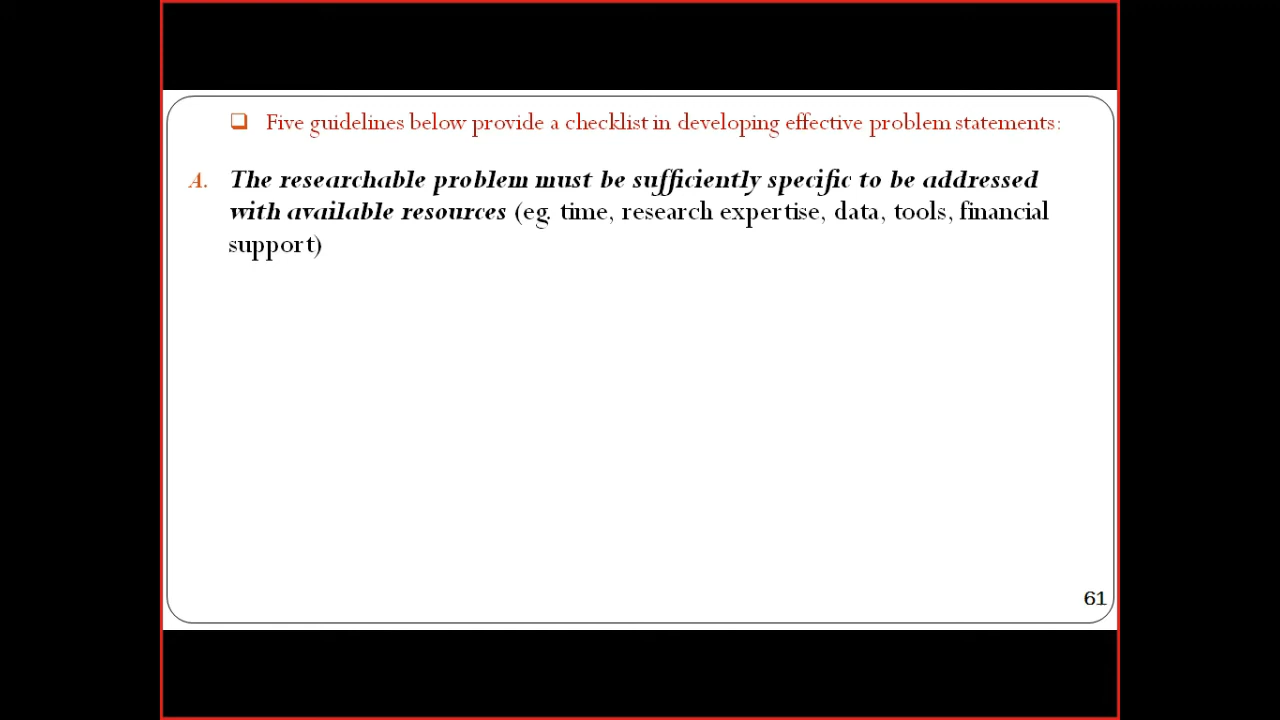 ❑ Five guidelines below provide a checklist in developing effective problem statements:
A. The researchable problem must be sufficiently specific to be addressed
with available resources (eg. time, research expertise, data, tools, financial
support)
61